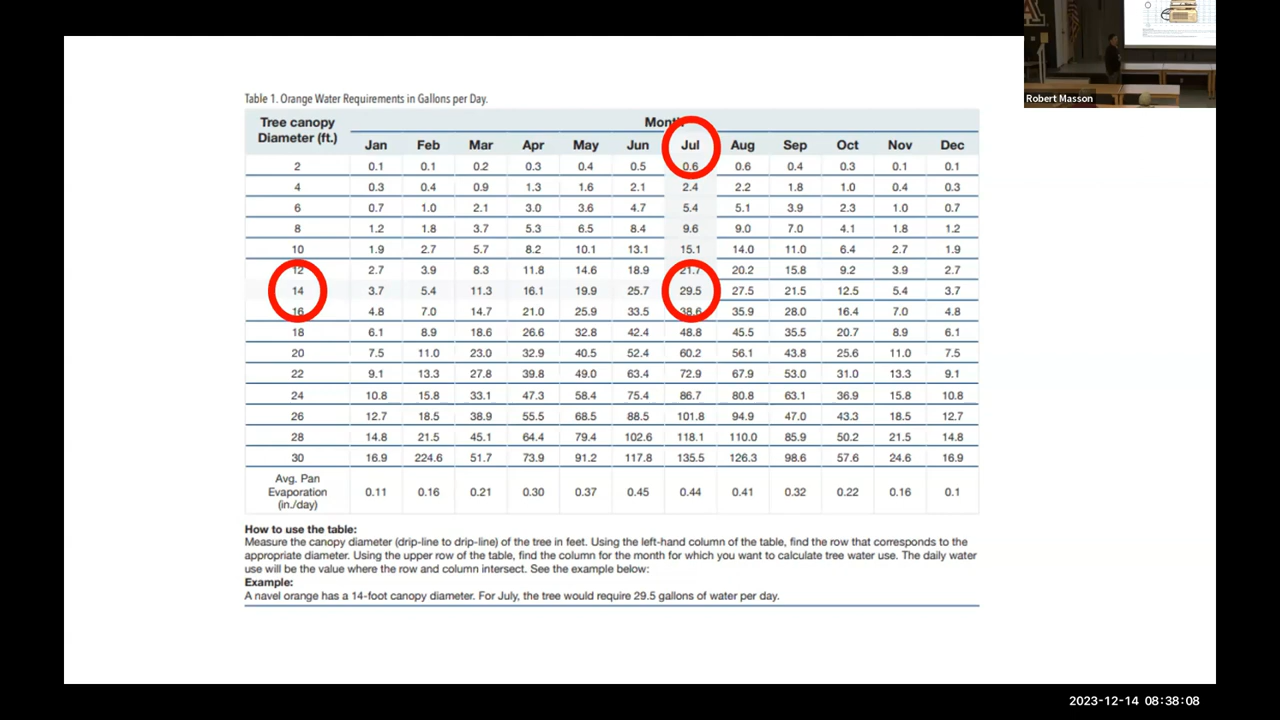 Robert Masson
Table 1. Orange Water Requirements in Gallons per Day.
Tree canopy Diameter (ft.) Month
Jan Feb Mar Apr May Jun Jul Aug Sep Oct Nov Dec
2 0.1 0.1 0.2 0.3 0.4 0.5 0.6 0.6 0.4 0.3 0.1 0.1
4 0.3 0.4 0.9 1.3 1.6 2.1 2.4 2.2 1.8 1.0 0.4 0.3
6 0.7 1.0 2.1 3.0 3.6 4.7 5.4 5.1 3.9 2.3 1.0 0.7
8 1.2 1.8 3.7 5.3 6.5 8.4 9.6 9.0 7.0 4.1 1.8 1.2
10 1.9 2.7 5.7 8.2 10.1 13.1 15.1 14.0 11.0 6.4 2.7 1.9
12 2.7 3.9 8.3 11.8 14.6 18.9 21.7 20.2 15.8 9.2 3.9 2.7
14 3.7 5.4 11.3 16.1 19.9 25.7 29.5 27.5 21.5 12.5 5.4 3.7
16 4.8 7.0 14.7 21.0 25.9 33.5 38.6 35.9 28.0 16.4 7.0 4.8
18 6.1 8.9 18.6 26.6 32.8 42.4 48.8 45.5 35.5 20.7 8.9 6.1
20 7.5 11.0 23.0 32.9 40.5 52.4 60.2 56.1 43.8 25.6 11.0 7.5
22 9.1 13.3 27.8 39.8 49.0 63.4 72.9 67.9 53.0 31.0 13.3 9.1
24 10.8 15.8 33.1 47.3 58.4 75.4 86.7 80.8 63.1 36.9 15.8 10.8
26 12.7 18.5 38.9 55.5 68.5 88.5 101.8 94.9 47.0 43.3 18.5 12.7
28 14.8 21.5 45.1 64.4 79.4 102.6 118.1 110.0 85.9 50.2 21.5 14.8
30 16.9 224.6 51.7 73.9 91.2 117.8 135.5 126.3 98.6 57.6 24.6 16.9
Avg. Pan
Evaporation 0.11 0.16 0.21 0.30 0.37 0.45 0.44 0.41 0.32 0.22 0.16 0.1
(in./day)
How to use the table:
Measure the canopy diameter (drip-line to drip-line) of the tree in feet. Using the left-hand column of the table, find the row that corresponds to the
appropriate diameter. Using the upper row of the table, find the column for the month for which you want to calculate tree water use. The daily water
use will be the value where the row and column intersect. See the example below:
Example:
A navel orange has a 14-foot canopy diameter. For July, the tree would require 29.5 gallons of water per day.
2023-12-14 08:38:08